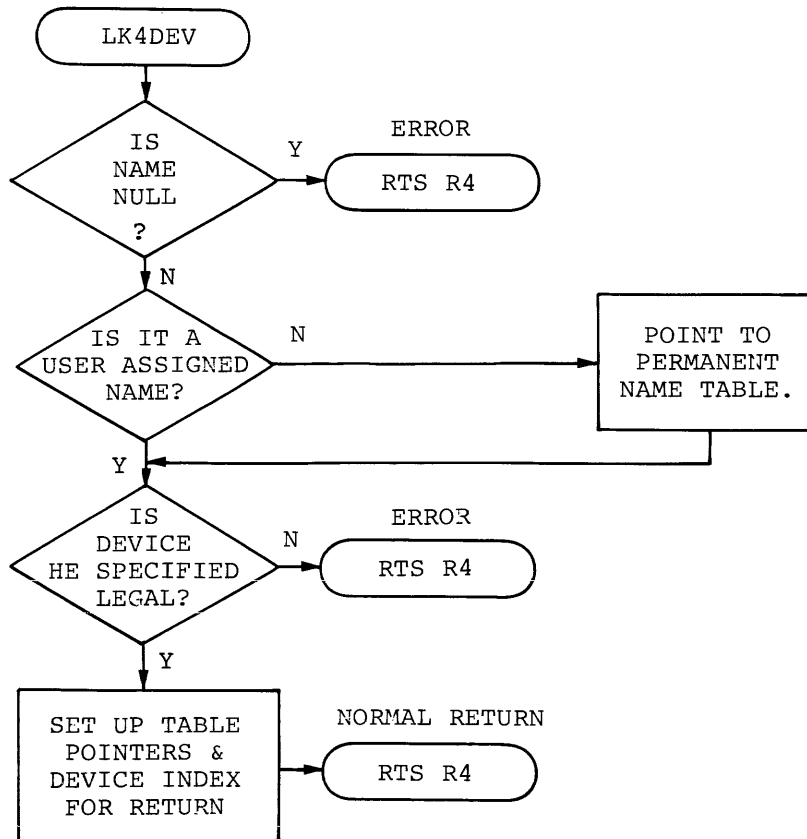 LK4DEV
IS
NAME
NULL
?
Y
ERROR
RTS R4
N
IS IT A
USER ASSIGNED
NAME?
N
POINT TO
PERMANENT
NAME TABLE.
Y
IS
DEVICE
HE SPECIFIED
LEGAL?
N
ERROR
RTS R4
Y
SET UP TABLE
POINTERS &
DEVICE INDEX
FOR RETURN
NORMAL RETURN
RTS R4